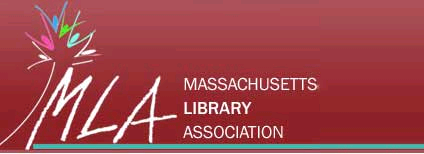 MLA
MASSACHUSETTS
LIBRARY
ASSOCIATION